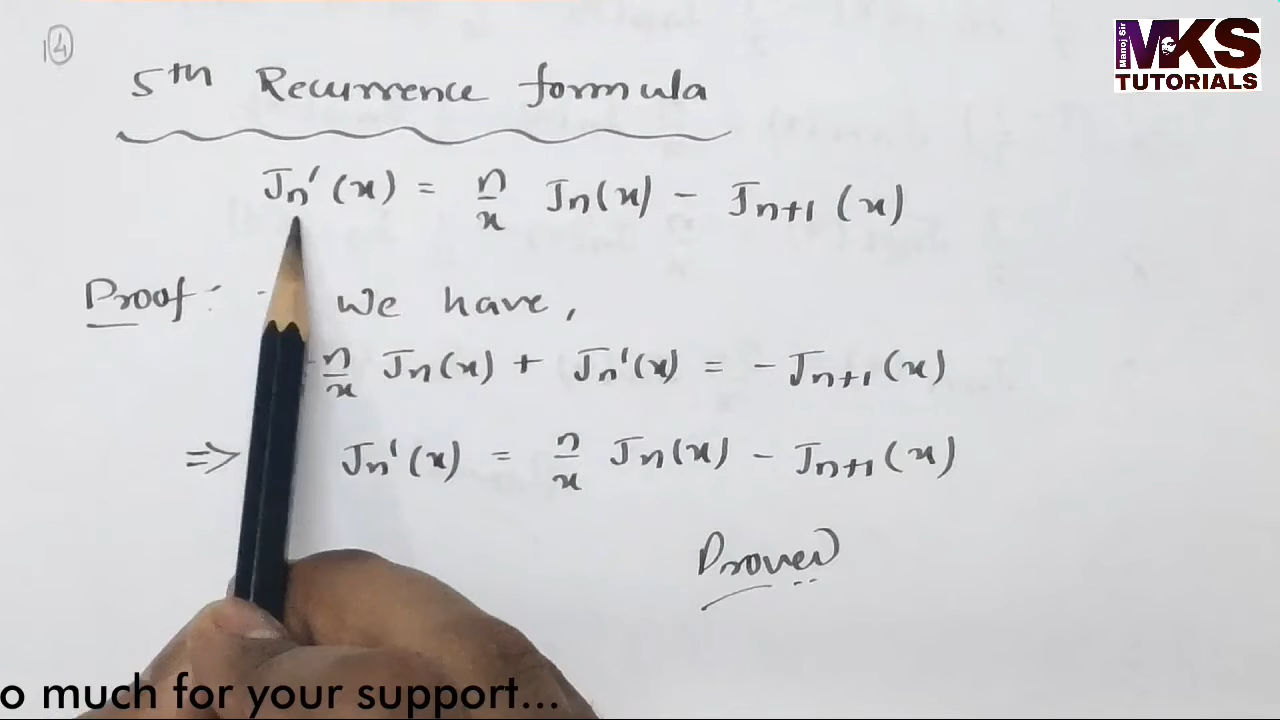 14
Manoj Sir MKS
TUTORIALS
5th Recurrence formula
Jn'(x) = n/x Jn(x) - Jn+1(x)
Proof: - We have,
-n/x Jn(x) + Jn'(x) = -Jn+1(x)
=> Jn'(x) = n/x Jn(x) - Jn+1(x)
Proved
o much for your support...